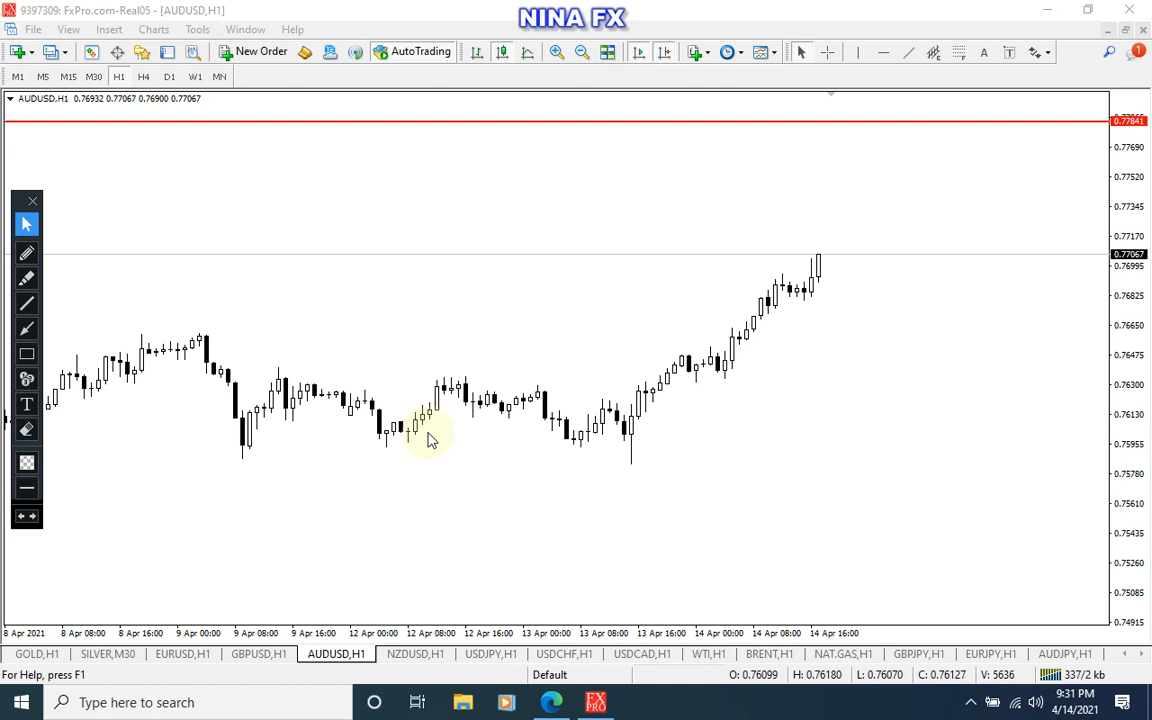 9397309: FxPro.com-Real05 - [AUDUSD,H1]
NINA FX
File View Insert Charts Tools Window Help
New Order AutoTrading A T 1
M1 M5 M15 M30 H1 H4 D1 W1 MN
AUDUSD,H1 0.76932 0.77067 0.76900 0.77067
0.77841
0.77690
0.77520
0.77345
0.77170
0.77067
0.76995
0.76825
0.76650
0.76475
0.76300
0.76130
0.75955
0.75780
0.75610
0.75435
0.75260
0.75085
0.74915
T
8 Apr 2021 8 Apr 08:00 8 Apr 16:00 9 Apr 00:00 9 Apr 08:00 9 Apr 16:00 12 Apr 00:00 12 Apr 08:00 12 Apr 16:00 13 Apr 00:00 13 Apr 08:00 13 Apr 16:00 14 Apr 00:00 14 Apr 08:00 14 Apr 16:00
GOLD,H1 SILVER,M30 EURUSD,H1 GBPUSD,H1 AUDUSD,H1 NZDUSD,H1 USDJPY,H1 USDCHF,H1 USDCAD,H1 WTI,H1 BRENT,H1 NAT.GAS,H1 GBPJPY,H1 EURJPY,H1 AUDJPY,H1
For Help, press F1 Default O: 0.76099 H: 0.76180 L: 0.76070 C: 0.76127 V: 5636 337/2 kb
Type here to search FX PRO 9:31 PM
4/14/2021